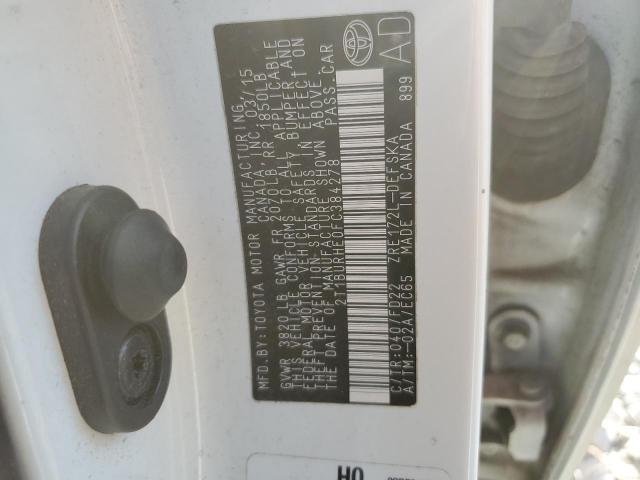 MFD.BY:TOYOTA MOTOR MANUFACTURING
CANADA, INC. 03/15
GVWR 3820LB GAWR FR 2070LB RR 1850LB
THIS VEHICLE CONFORMS TO ALL APPLICABLE
FEDERAL MOTOR VEHICLE SAFETY, BUMPER, AND
THEFT PREVENTION STANDARDS IN EFFECT ON
THE DATE OF MANUFACTURE SHOWN ABOVE.
2T1BURHE0FC384278 PASS.CAR
C/TR:040/FD22 ZRE172L-DEFSKA
A/TM:-02A/EC65 MADE IN CANADA 899
AD
HO